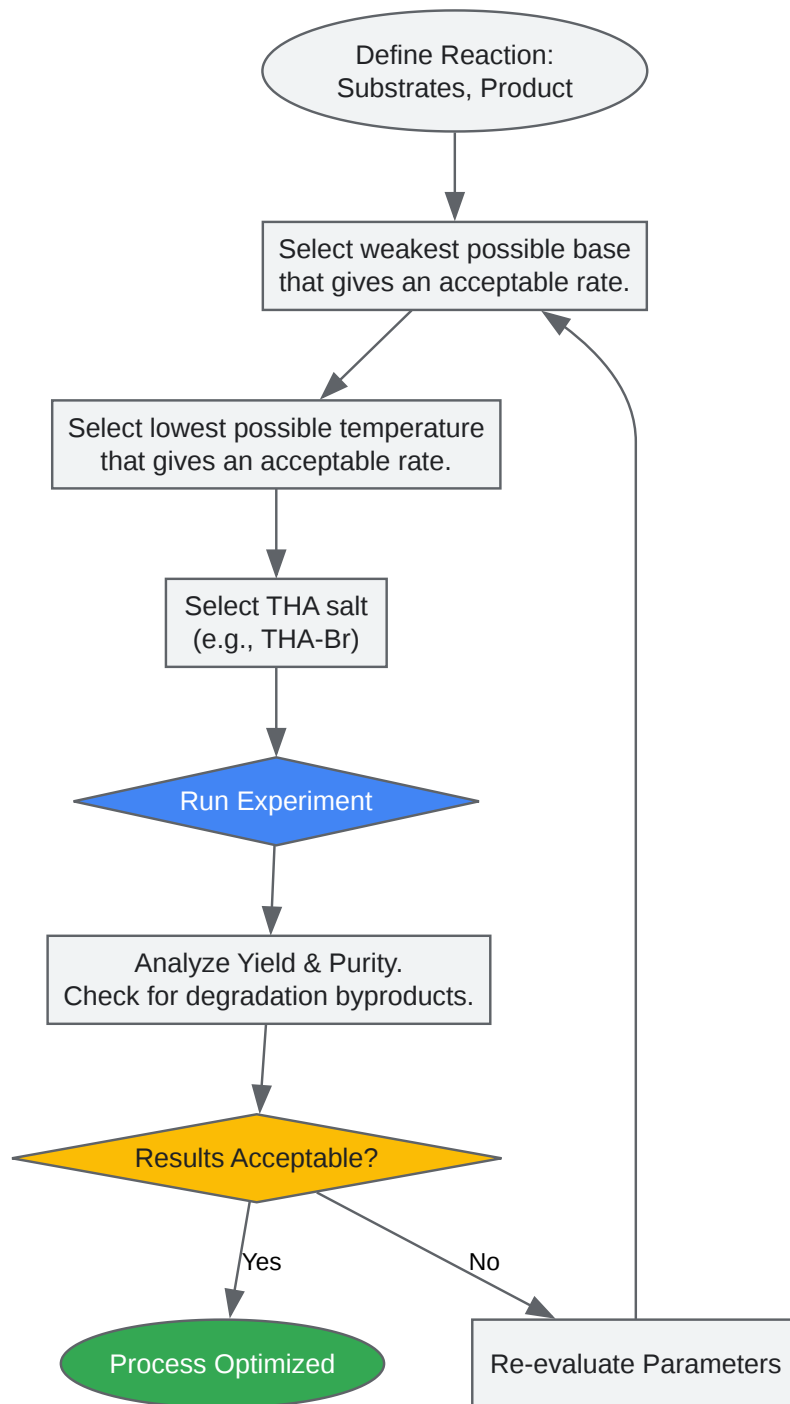 Define Reaction:
Substrates, Product
Select weakest possible base
that gives an acceptable rate.
Select lowest possible temperature
that gives an acceptable rate.
Select THA salt
(e.g., THA-Br)
Run Experiment
Analyze Yield & Purity.
Check for degradation byproducts.
Results Acceptable?
Yes
No
Process Optimized
Re-evaluate Parameters